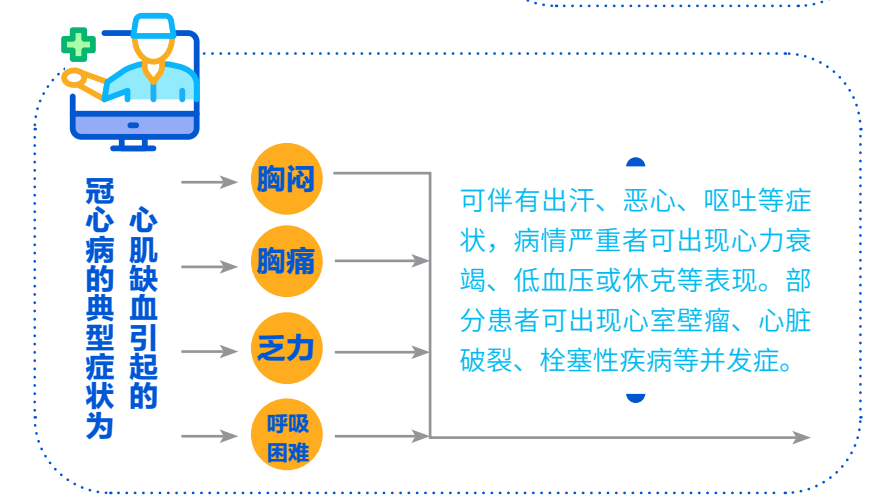 冠心病的典型症状为
心肌缺血引起的
胸闷
胸痛
乏力
呼吸
困难
可伴有出汗、恶心、呕吐等症
状，病情严重者可出现心力衰
竭、低血压或休克等表现。部
分患者可出现心室壁瘤、心脏
破裂、栓塞性疾病等并发症。